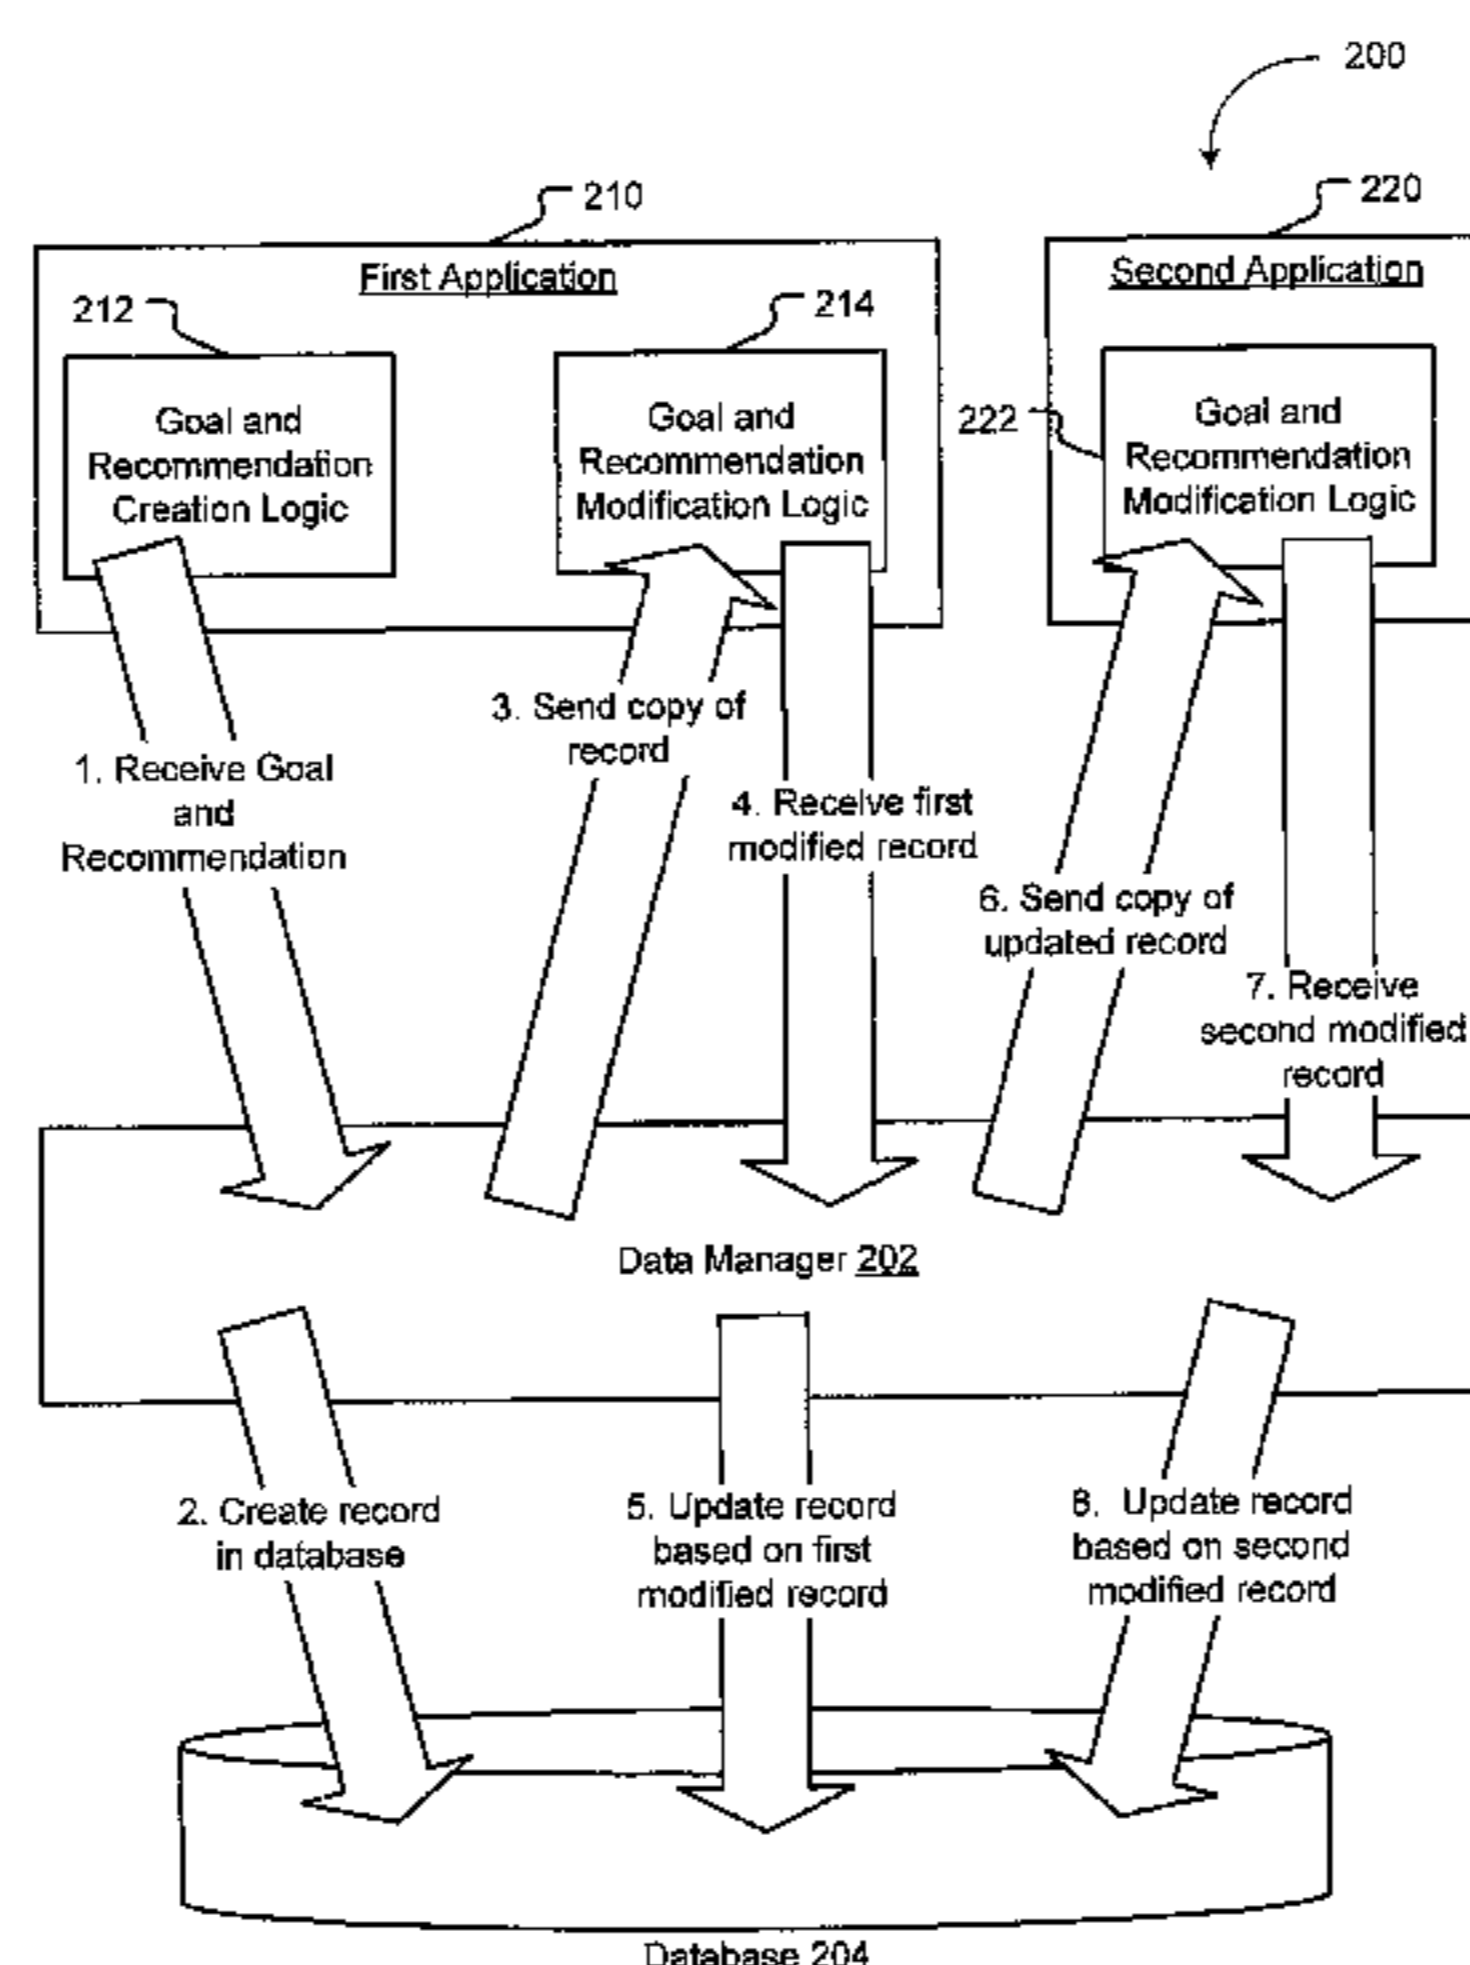 200
210
220
First Application
Second Application
212
214
Goal and
Recommendation
Creation Logic
Goal and
Recommendation
Modification Logic
222
Goal and
Recommendation
Modification Logic
3. Send copy of
record
1. Receive Goal
and
Recommendation
4. Receive first
modified record
6. Send copy of
updated record
7. Receive
second modified
record
Data Manager 202
2. Create record
in database
5. Update record
based on first
modified record
8. Update record
based on second
modified record
Database 204